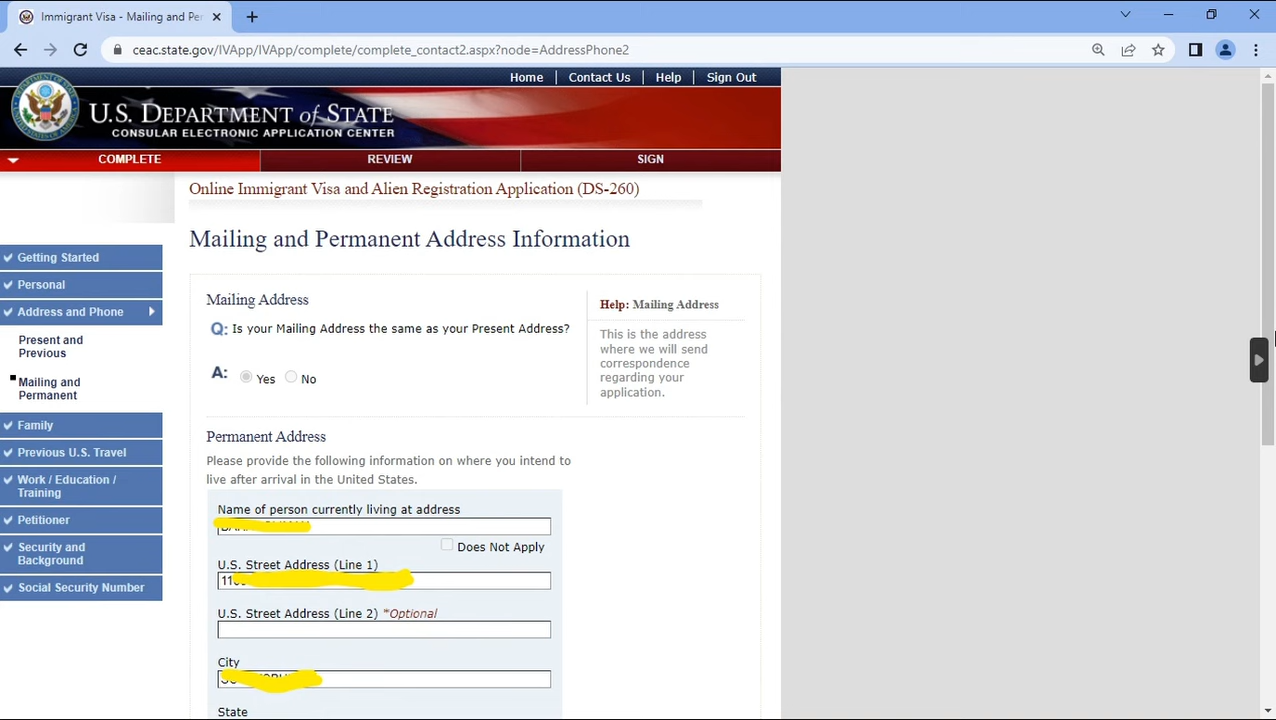 Immigrant Visa - Mailing and Per
ceac.state.gov/IVApp/IVApp/complete/complete_contact2.aspx?node=AddressPhone2
Home | Contact Us | Help | Sign Out
U.S. DEPARTMENT of STATE
CONSULAR ELECTRONIC APPLICATION CENTER
COMPLETE
REVIEW
SIGN
Online Immigrant Visa and Alien Registration Application (DS-260)
Mailing and Permanent Address Information
Getting Started
Personal
Address and Phone
Present and
Previous
Mailing and
Permanent
Family
Previous U.S. Travel
Work / Education /
Training
Petitioner
Security and
Background
Social Security Number
Mailing Address
Q: Is your Mailing Address the same as your Present Address?
A: Yes No
Help: Mailing Address
This is the address
where we will send
correspondence
regarding your
application.
Permanent Address
Please provide the following information on where you intend to
live after arrival in the United States.
Name of person currently living at address
Does Not Apply
U.S. Street Address (Line 1)
U.S. Street Address (Line 2) *Optional
City
State